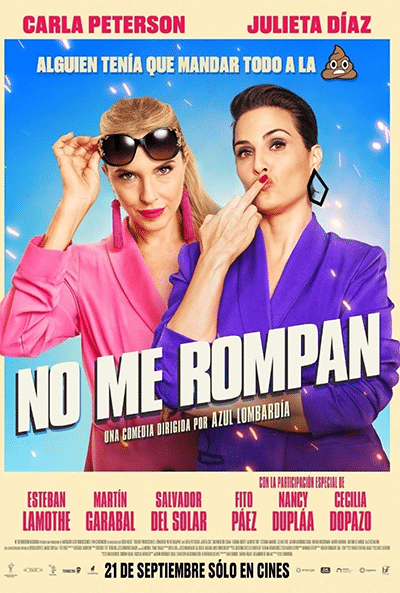 CARLA PETERSON JULIETA DÍAZ
ALGUIEN TENÍA QUE MANDAR TODO A LA
NO ME ROMPAN
UNA COMEDIA DIRIGIDA POR AZUL LOMBARDÍA
CON LA PARTICIPACIÓN ESPECIAL DE
ESTEBAN LAMOTHE
MARTÍN GARABAL
SALVADOR DEL SOLAR
FITO PÁEZ
NANCY DUPLÁA
CECILIA DOPAZO
21 DE SEPTIEMBRE SÓLO EN CINES